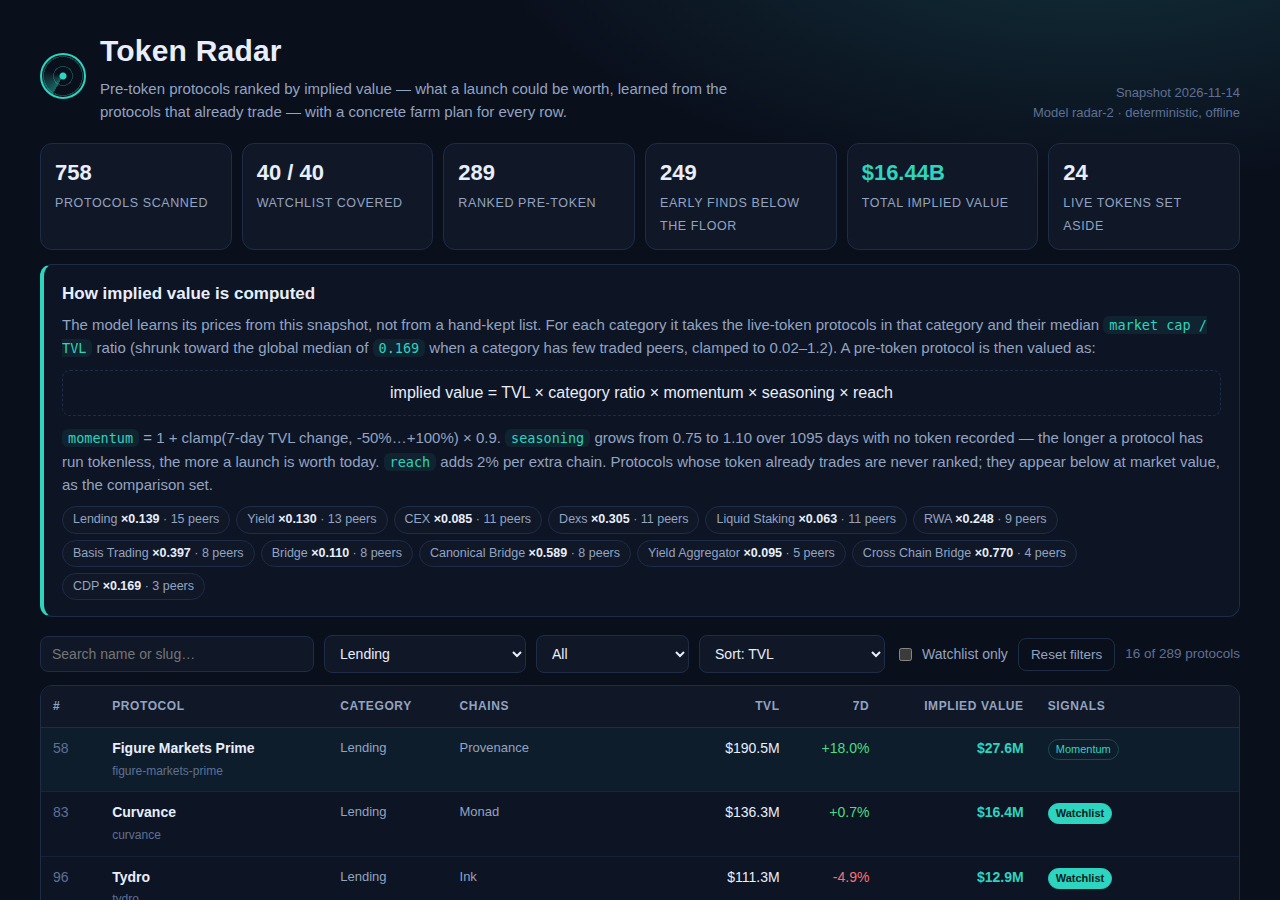 Token Radar
Pre-token protocols ranked by implied value — what a launch could be worth, learned from the
protocols that already trade — with a concrete farm plan for every row.
Snapshot 2026-11-14
Model radar-2 · deterministic, offline
758
PROTOCOLS SCANNED
40 / 40
WATCHLIST COVERED
289
RANKED PRE-TOKEN
249
EARLY FINDS BELOW
THE FLOOR
$16.44B
TOTAL IMPLIED VALUE
24
LIVE TOKENS SET
ASIDE
How implied value is computed
The model learns its prices from this snapshot, not from a hand-kept list. For each category it takes the live-token protocols in that category and their median market cap /
TVL ratio (shrunk toward the global median of 0.169 when a category has few traded peers, clamped to 0.02–1.2). A pre-token protocol is then valued as:
implied value = TVL × category ratio × momentum × seasoning × reach
momentum = 1 + clamp(7-day TVL change, -50%…+100%) × 0.9. seasoning grows from 0.75 to 1.10 over 1095 days with no token recorded — the longer a protocol has
run tokenless, the more a launch is worth today. reach adds 2% per extra chain. Protocols whose token already trades are never ranked; they appear below at market value,
as the comparison set.
Lending ×0.139 · 15 peers Yield ×0.130 · 13 peers CEX ×0.085 · 11 peers Dexs ×0.305 · 11 peers Liquid Staking ×0.063 · 11 peers RWA ×0.248 · 9 peers
Basis Trading ×0.397 · 8 peers Bridge ×0.110 · 8 peers Canonical Bridge ×0.589 · 8 peers Yield Aggregator ×0.095 · 5 peers Cross Chain Bridge ×0.770 · 4 peers
CDP ×0.169 · 3 peers
Search name or slug… Lending All Sort: TVL Watchlist only Reset filters 16 of 289 protocols
# PROTOCOL CATEGORY CHAINS TVL 7D IMPLIED VALUE SIGNALS
58 Figure Markets Prime Lending Provenance $190.5M +18.0% $27.6M Momentum
figure-markets-prime
83 Curvance Lending Monad $136.3M +0.7% $16.4M Watchlist
curvance
96 Tydro Lending Ink $111.3M -4.9% $12.9M Watchlist
tydro